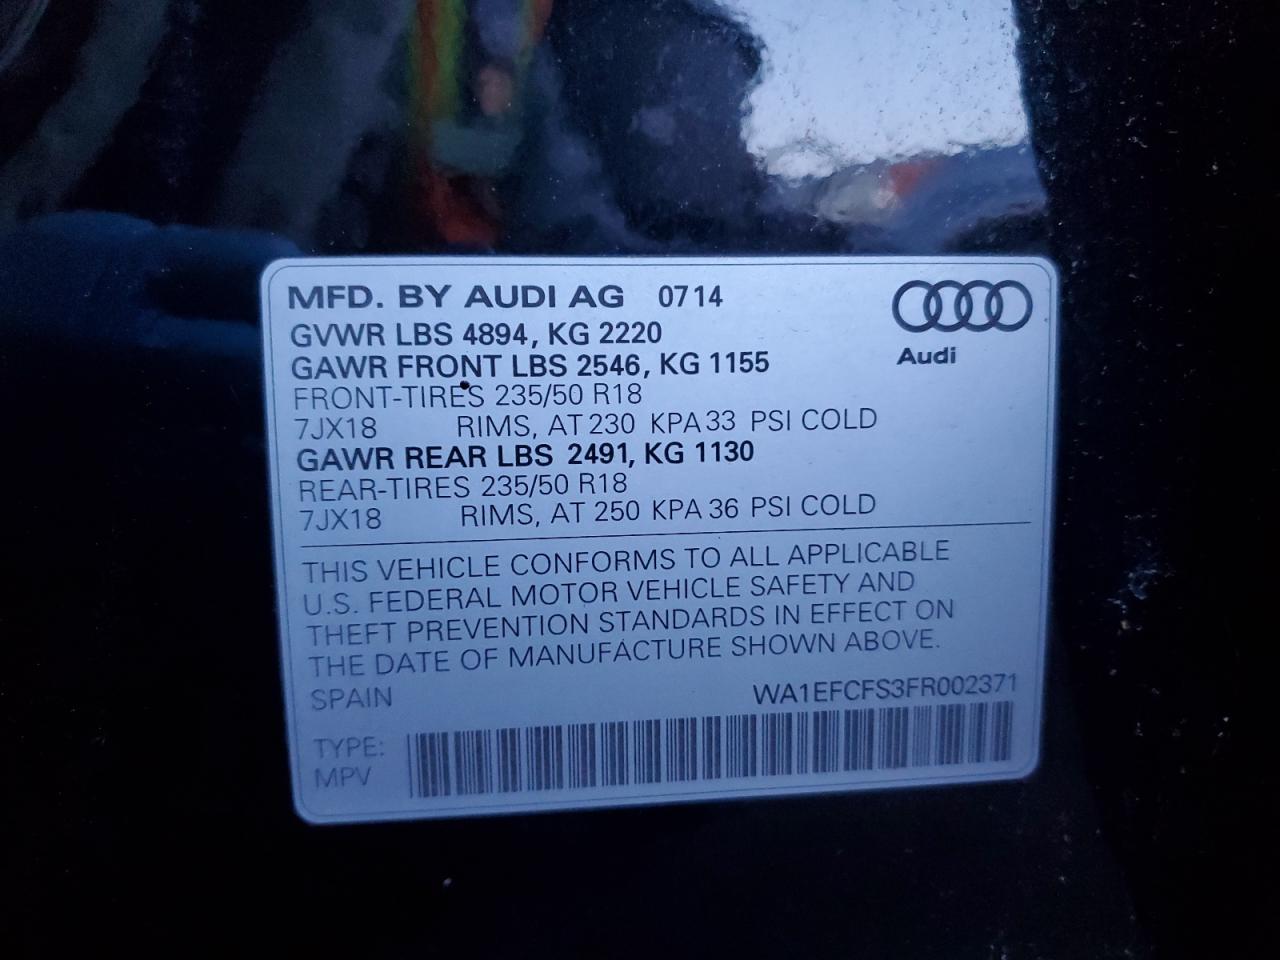 MFD. BY AUDI AG 0714
GVWR LBS 4894, KG 2220
GAWR FRONT LBS 2546, KG 1155
Audi
FRONT-TIRES 235/50 R18
7JX18 RIMS, AT 230 KPA 33 PSI COLD
GAWR REAR LBS 2491, KG 1130
REAR-TIRES 235/50 R18
7JX18 RIMS, AT 250 KPA 36 PSI COLD
THIS VEHICLE CONFORMS TO ALL APPLICABLE
U.S. FEDERAL MOTOR VEHICLE SAFETY AND
THEFT PREVENTION STANDARDS IN EFFECT ON
THE DATE OF MANUFACTURE SHOWN ABOVE.
SPAIN WA1EFCFS3FR002371
TYPE:
MPV